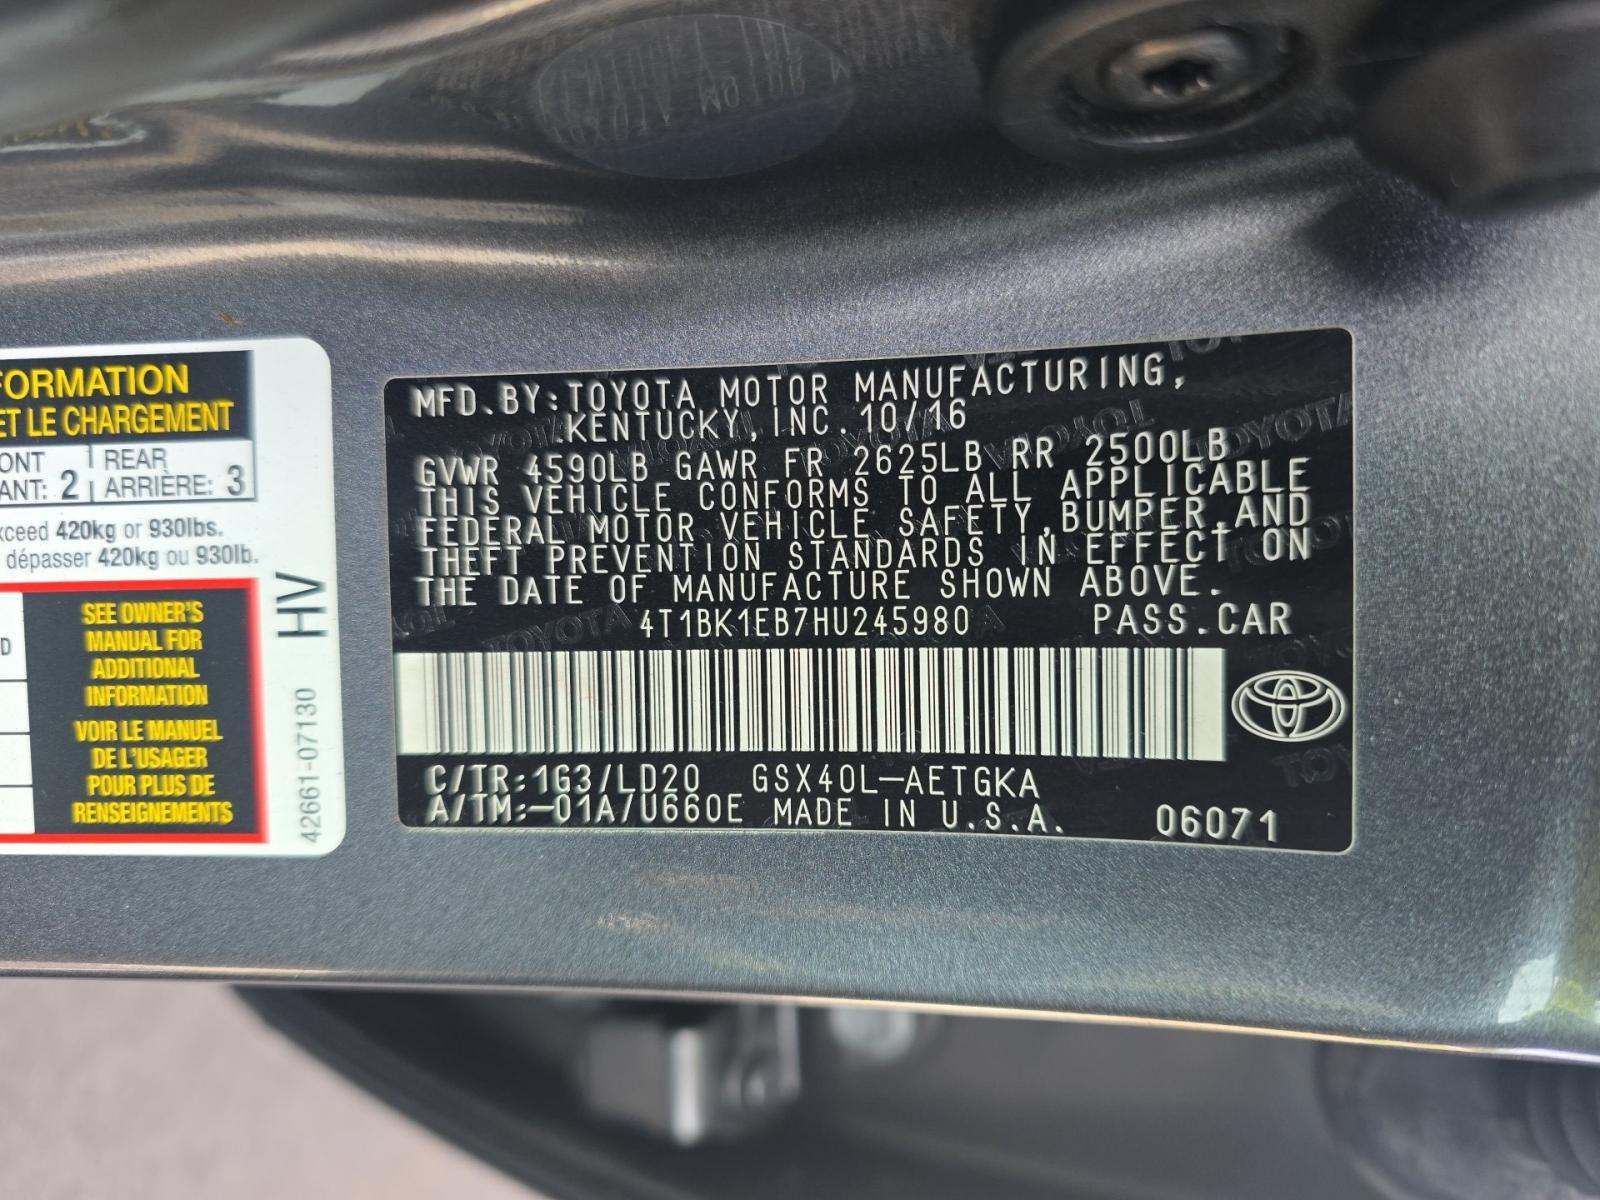 FORMATION
ET LE CHARGEMENT
ONT 2 REAR
ANT: ARRIÈRE: 3
xceed 420kg or 930lbs.
dépasser 420kg ou 930lb.
D
SEE OWNER'S
MANUAL FOR
ADDITIONAL
INFORMATION
VOIR LE MANUEL
DE L'USAGER
POUR PLUS DE
RENSEIGNEMENTS
HV
42661-07130
MFD.BY:TOYOTA MOTOR MANUFACTURING,
KENTUCKY,INC.10/16
GVWR 4590LB GAWR FR 2625LB RR 2500LB
THIS VEHICLE CONFORMS TO ALL APPLICABLE
FEDERAL MOTOR VEHICLE SAFETY,BUMPER,AND
THEFT PREVENTION STANDARDS IN EFFECT ON
THE DATE OF MANUFACTURE SHOWN ABOVE.
4T1BK1EB7HU245980 PASS.CAR
C/TR:1G3/LD20 GSX40L-AETGKA
A/TM:-01A/U660E MADE IN U.S.A. 06071